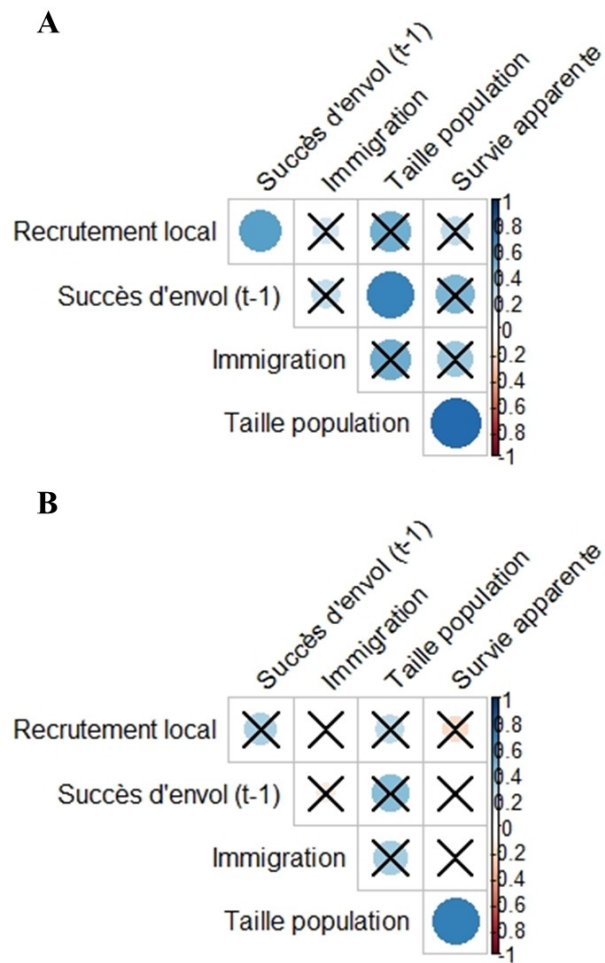 A
Succès d'envol (t-1)
Immigration
Taille population
Survie apparente
Recrutement local
Succès d'envol (t-1)
Immigration
Taille population
1
0.8
0.6
0.4
0.2
0
-0.2
-0.4
-0.6
-0.8
-1
B
Succès d'envol (t-1)
Immigration
Taille population
Survie apparente
Recrutement local
Succès d'envol (t-1)
Immigration
Taille population
1
0.8
0.6
0.4
0.2
0
-0.2
-0.4
-0.6
-0.8
-1